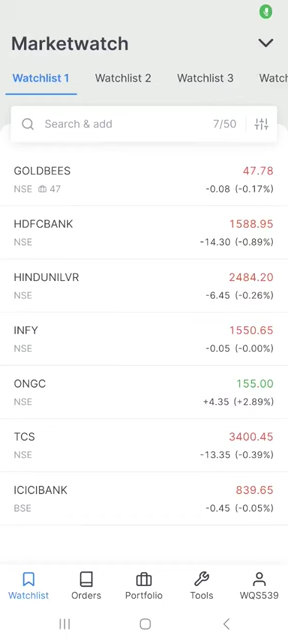 Marketwatch
Watchlist 1 Watchlist 2 Watchlist 3 Watch
Search & add 7/50
GOLDBEES 47.78
NSE 47 -0.08 (-0.17%)
HDFCBANK 1588.95
NSE -14.30 (-0.89%)
HINDUNILVR 2484.20
NSE -6.45 (-0.26%)
INFY 1550.65
NSE -0.05 (-0.00%)
ONGC 155.00
NSE +4.35 (+2.89%)
TCS 3400.45
NSE -13.35 (-0.39%)
ICICIBANK 839.65
BSE -0.45 (-0.05%)
Watchlist Orders Portfolio Tools WQS539